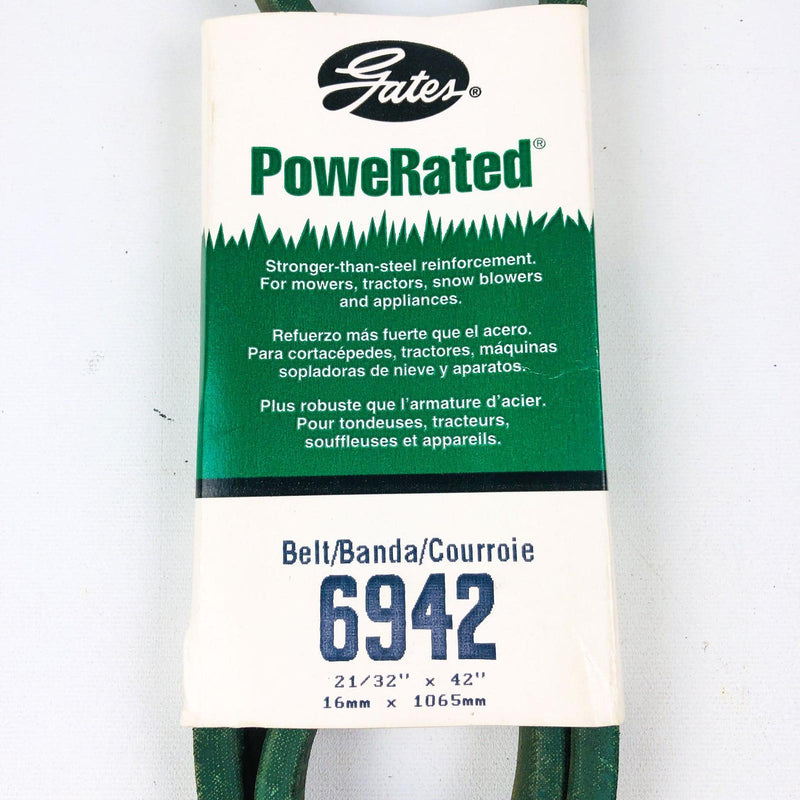 Gates®
PoweRated®
Stronger-than-steel reinforcement.
For mowers, tractors, snow blowers
and appliances.
Refuerzo más fuerte que el acero.
Para cortacépedes, tractores, máquinas
sopladoras de nieve y aparatos.
Plus robuste que l'armature d'acier.
Pour tondeuses, tracteurs,
souffleuses et appareils.
Belt/Banda/Courroie
6942
21/32" x 42"
16mm x 1065mm